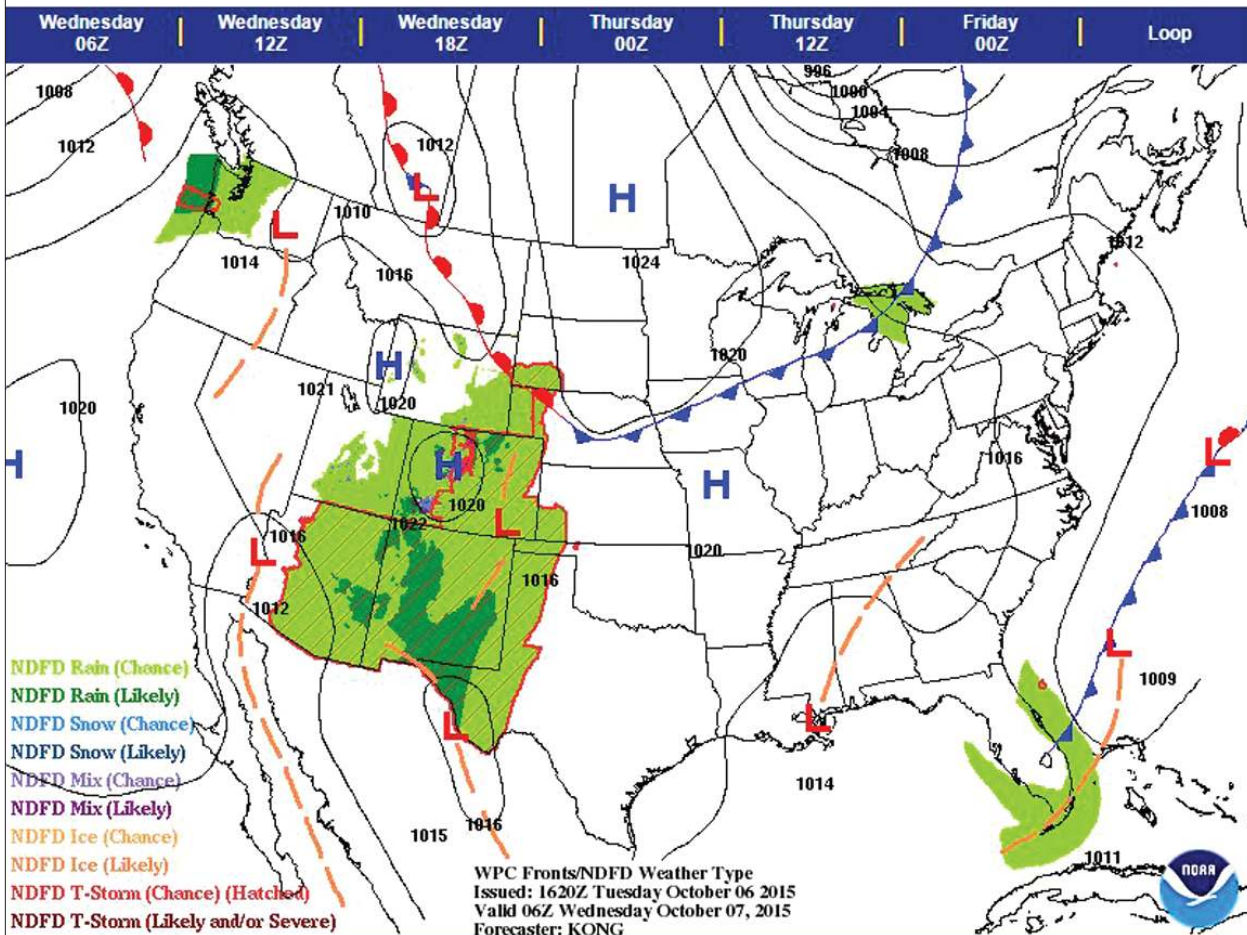 Wednesday 06Z
Wednesday 12Z
Wednesday 18Z
Thursday 00Z
Thursday 12Z
Friday 00Z
Loop
996
1000
1004
1008
1008
1012
1012
1010
1012
1014
1016
1024
1020
1021
1020
1020
1016
1020
1022
1016
1020
1016
1012
1008
1009
1014
1015
1016
1011
H
H
H
H
H
L
L
L
L
L
L
L
L
NDFD Rain (Chance)
NDFD Rain (Likely)
NDFD Snow (Chance)
NDFD Snow (Likely)
NDFD Mix (Chance)
NDFD Mix (Likely)
NDFD Ice (Chance)
NDFD Ice (Likely)
NDFD T-Storm (Chance) (Hatched)
NDFD T-Storm (Likely and/or Severe)
WPC Fronts/NDFD Weather Type
Issued: 1620Z Tuesday October 06 2015
Valid 06Z Wednesday October 07, 2015
Forecaster: KONG
NOAA